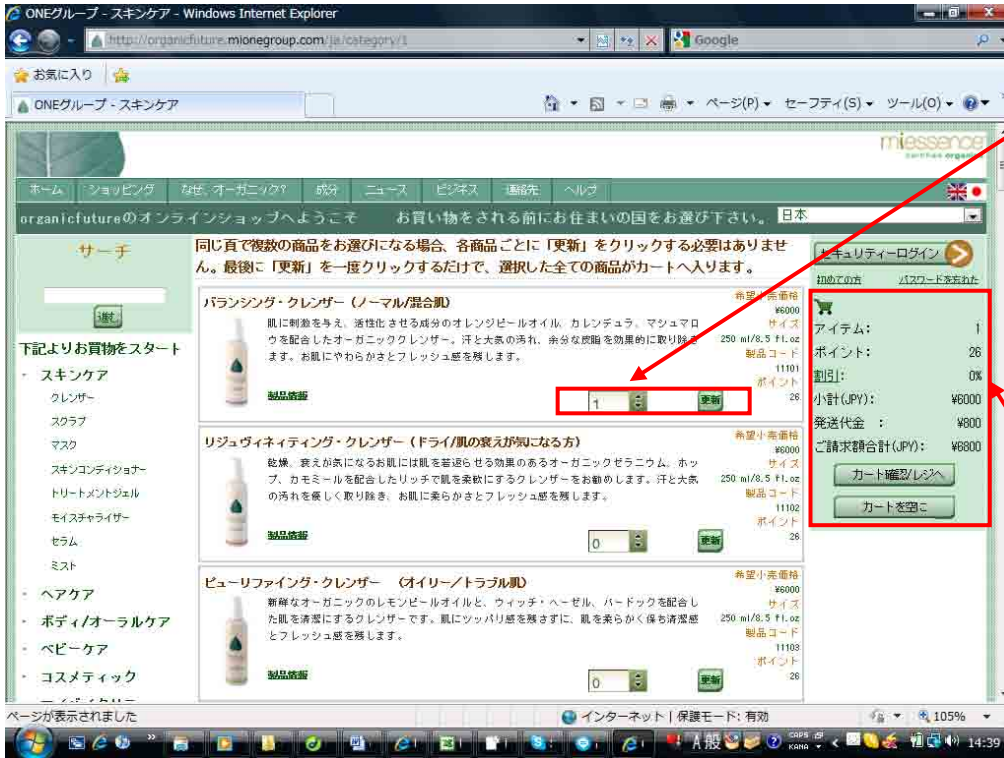 ONEグループ - スキンケア - Windows Internet Explorer
http://organicfuture.mionegroup.com/ja/category/1
Google
お気に入り
ONEグループ - スキンケア
ページ(P) セーフティ(S) ツール(O)
miessence
certified organic
ホーム ショッピング なぜ、オーガニック? 成分 ニュース ビジネス 連絡先 ヘルプ
organicfutureのオンラインショップへようこそ お買い物をされる前にお住まいの国をお選び下さい。 日本
サーチ
進む
下記よりお買物をスタート
スキンケア
クレンザー
スクラブ
マスク
スキンコンディショナー
トリートメントジェル
モイスチャライザー
セラム
ミスト
ヘアケア
ボディ/オーラルケア
ベビーケア
コスメティック
同じ頁で複数の商品をお選びになる場合、各商品ごとに「更新」をクリックする必要はありませ
ん。最後に「更新」を一度クリックするだけで、選択した全ての商品がカートへ入ります。
バランシング・クレンザー (ノーマル/混合肌)
肌に刺激を与え、活性化させる成分のオレンジピールオイル、カレンデュラ、マシュマロ
ウを配合したオーガニッククレンザー。汗と大気の汚れ、余分な皮脂を効果的に取り除き
ます。お肌にやわらかさとフレッシュ感を残します。
製品情報
1 更新
希望小売価格
¥6000
サイズ
250 ml/8.5 fl.oz
製品コード
11101
ポイント
26
リジュヴィネイティング・クレンザー (ドライ/肌の衰えが気になる方)
乾燥、衰えが気になるお肌には肌を若返らせる効果のあるオーガニックゼラニウム、ホッ
プ、カモミールを配合したリッチで肌を柔軟にするクレンザーをお勧めします。汗と大気
の汚れを優しく取り除き、お肌に柔らかさとフレッシュ感を残します。
製品情報
0 更新
希望小売価格
¥6000
サイズ
250 ml/8.5 fl.oz
製品コード
11102
ポイント
26
ピューリファイング・クレンザー (オイリー/トラブル肌)
新鮮なオーガニックのレモンピールオイルと、ウィッチ・ヘーゼル、バードックを配合し
た肌を清潔にするクレンザーです。肌にツッパリ感を残さずに、肌を柔らかく保ち清潔感
とフレッシュ感を残します。
製品情報
0 更新
希望小売価格
¥6000
サイズ
250 ml/8.5 fl.oz
製品コード
11103
ポイント
26
セキュリティーログイン
初めての方 パスワードを忘れた
アイテム: 1
ポイント: 26
割引: 0%
小計(JPY): ¥6000
発送代金 : ¥800
ご請求額合計(JPY): ¥6800
カート確認/レジへ
カートを空に
ページが表示されました
インターネット | 保護モード: 有効
105%
A 般
CAPS
KANA
14:39